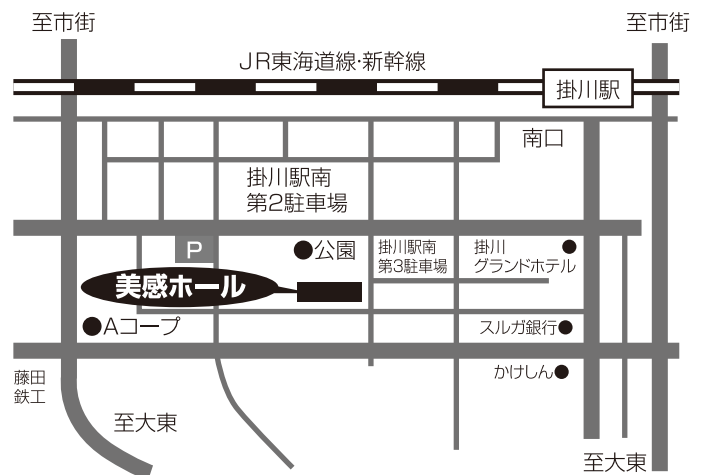 至市街
至市街
JR東海道線・新幹線
掛川駅
南口
掛川駅南
第2駐車場
P
●公園
掛川駅南
第3駐車場
掛川
グランドホテル
美感ホール
●Aコープ
スルガ銀行●
藤田
鉄工
かけしん●
至大東
至大東